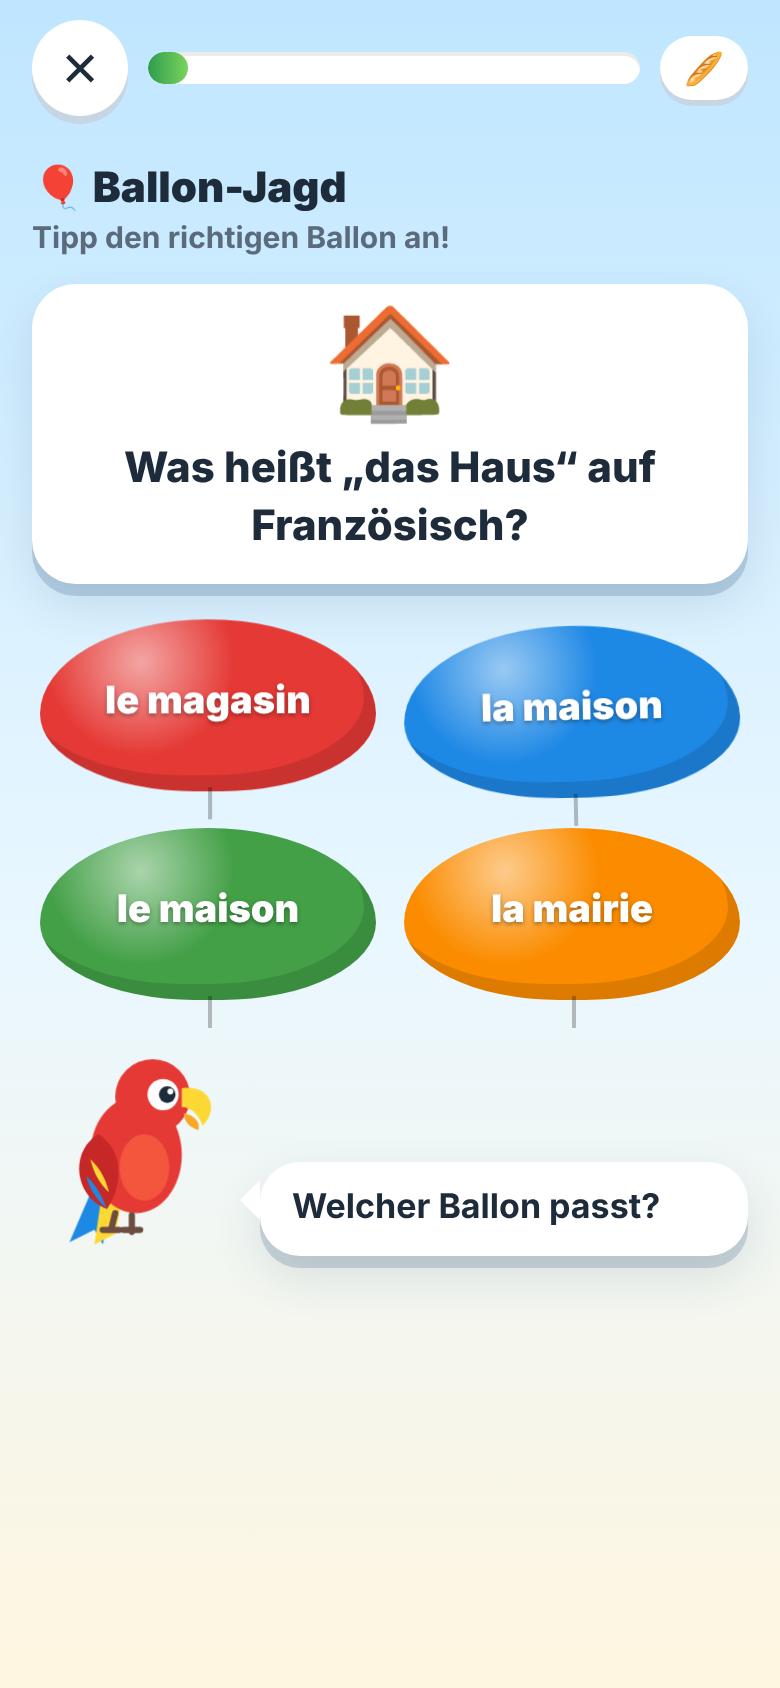 Ballon-Jagd
Tipp den richtigen Ballon an!
Was heißt „das Haus“ auf
Französisch?
le magasin
la maison
le maison
la mairie
Welcher Ballon passt?